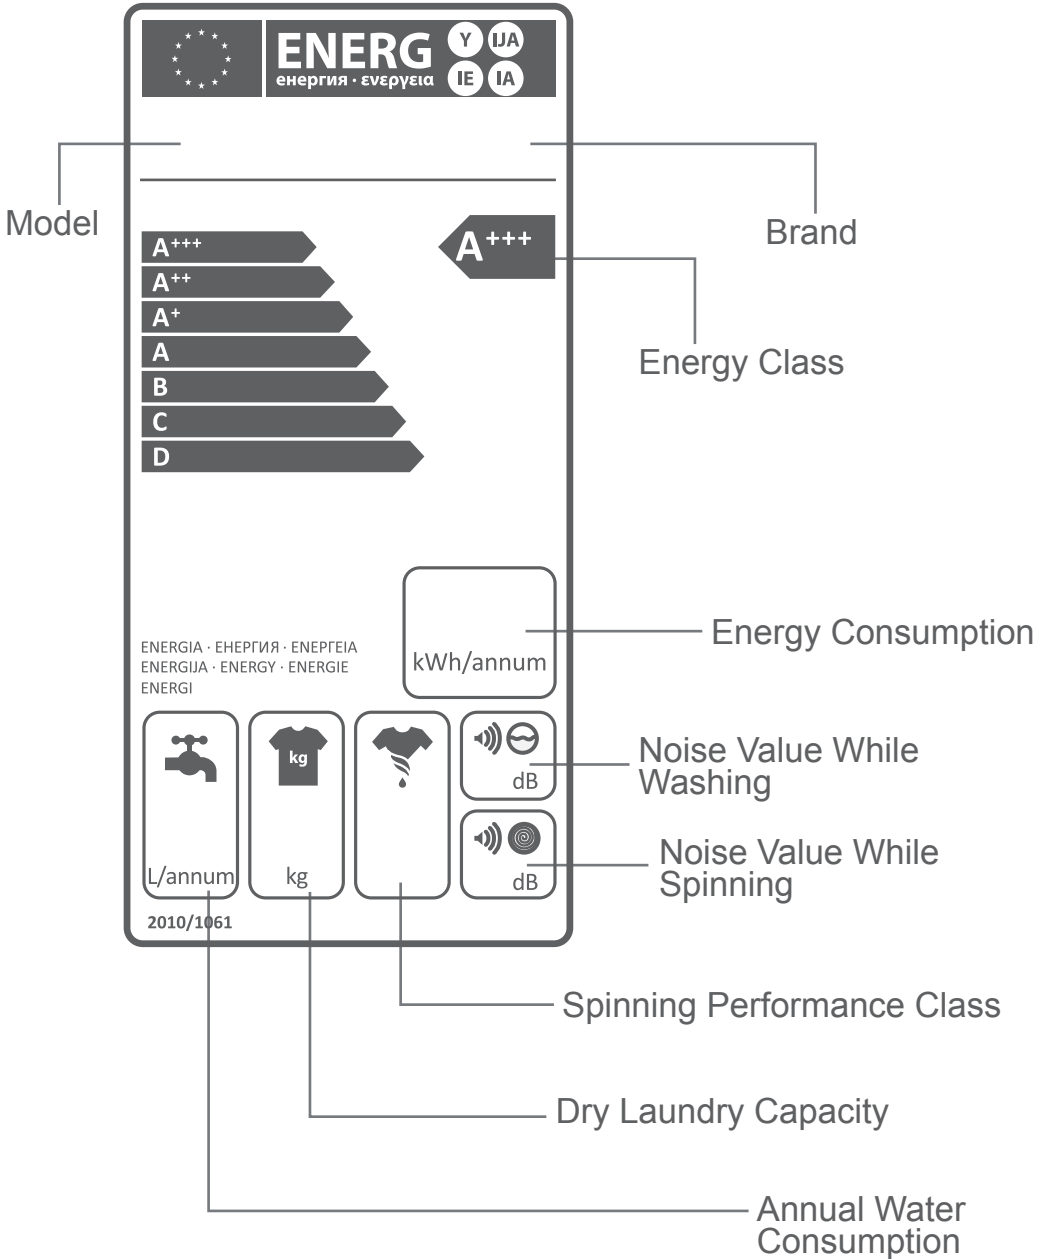 ENERG Y IJA
енергия · ενεργεια IE IA
Model
Brand
A+++
A+++
A++
A+
A
B
C
D
Energy Class
Energy Consumption
kWh/annum
ENERGIA · ЕНЕРГИЯ · ΕΝΕΡΓΕΙΑ
ENERGIJA · ENERGY · ENERGIE
ENERGI
kg
dB
Noise Value While
Washing
L/annum
kg
dB
Noise Value While
Spinning
2010/1061
Spinning Performance Class
Dry Laundry Capacity
Annual Water
Consumption